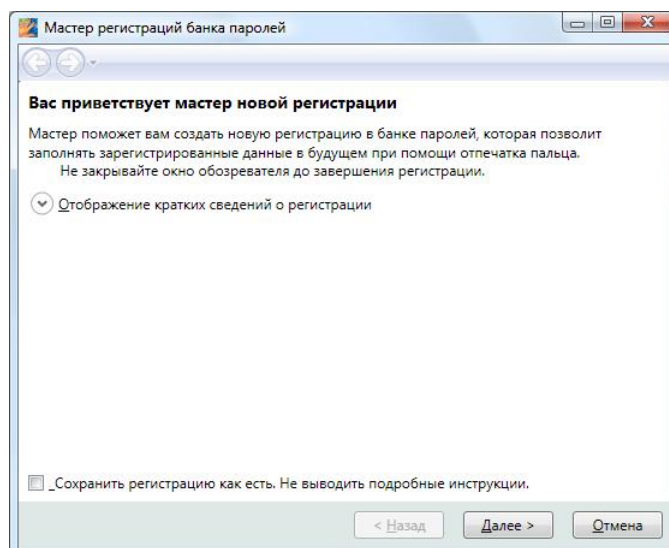 Мастер регистраций банка паролей
Вас приветствует мастер новой регистрации
Мастер поможет вам создать новую регистрацию в банке паролей, которая позволит
заполнять зарегистрированные данные в будущем при помощи отпечатка пальца.
Не закрывайте окно обозревателя до завершения регистрации.
Отображение кратких сведений о регистрации
_Сохранить регистрацию как есть. Не выводить подробные инструкции.
< Назад Далее > Отмена